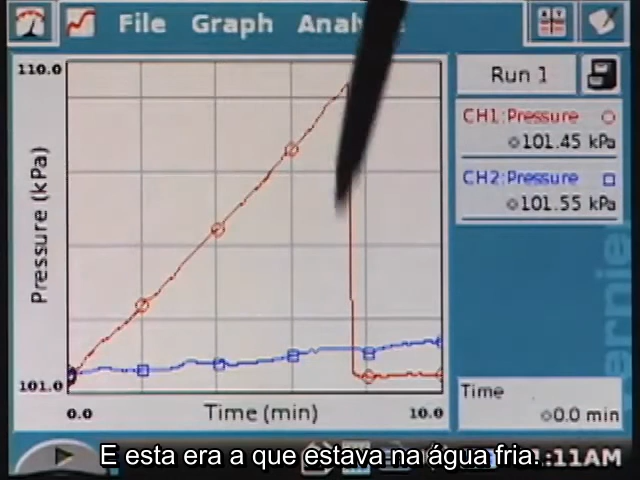 File Graph
110.0
Pressure (kPa)
101.0
0.0
Time (min)
10.0
Run 1
CH1:Pressure
101.45 kPa
CH2:Pressure
101.55 kPa
Time
0.0 min
:11AM
E esta era a que estava na água fria.